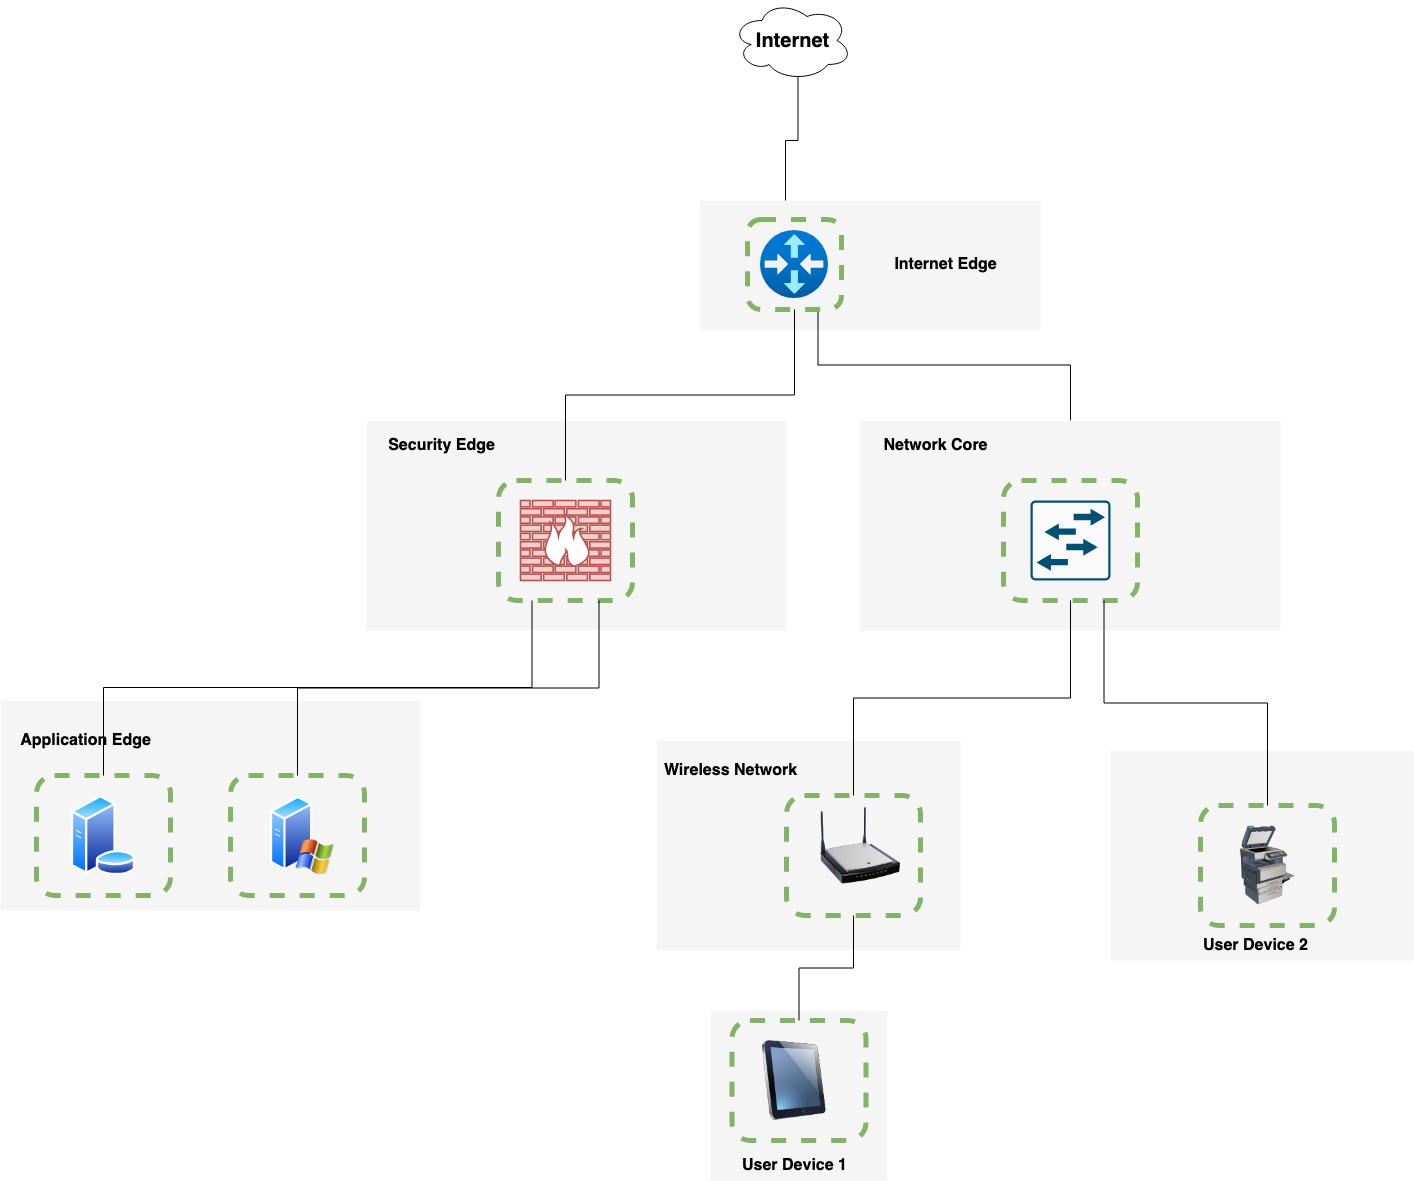 Internet
Internet Edge
Security Edge
Network Core
Application Edge
Wireless Network
User Device 2
User Device 1